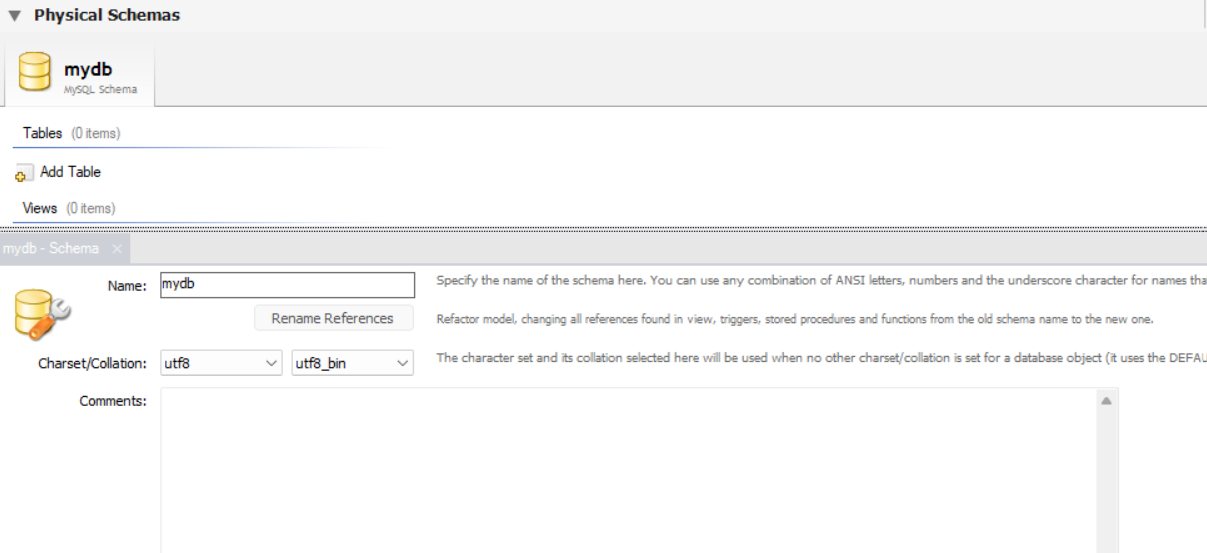 Physical Schemas
mydb
MySQL Schema
Tables (0 items)
Add Table
Views (0 items)
mydb - Schema ×
Name: mydb
Specify the name of the schema here. You can use any combination of ANSI letters, numbers and the underscore character for names tha
Rename References
Refactor model, changing all references found in view, triggers, stored procedures and functions from the old schema name to the new one.
Charset/Collation: utf8 utf8_bin
The character set and its collation selected here will be used when no other charset/collation is set for a database object (it uses the DEFAU
Comments: